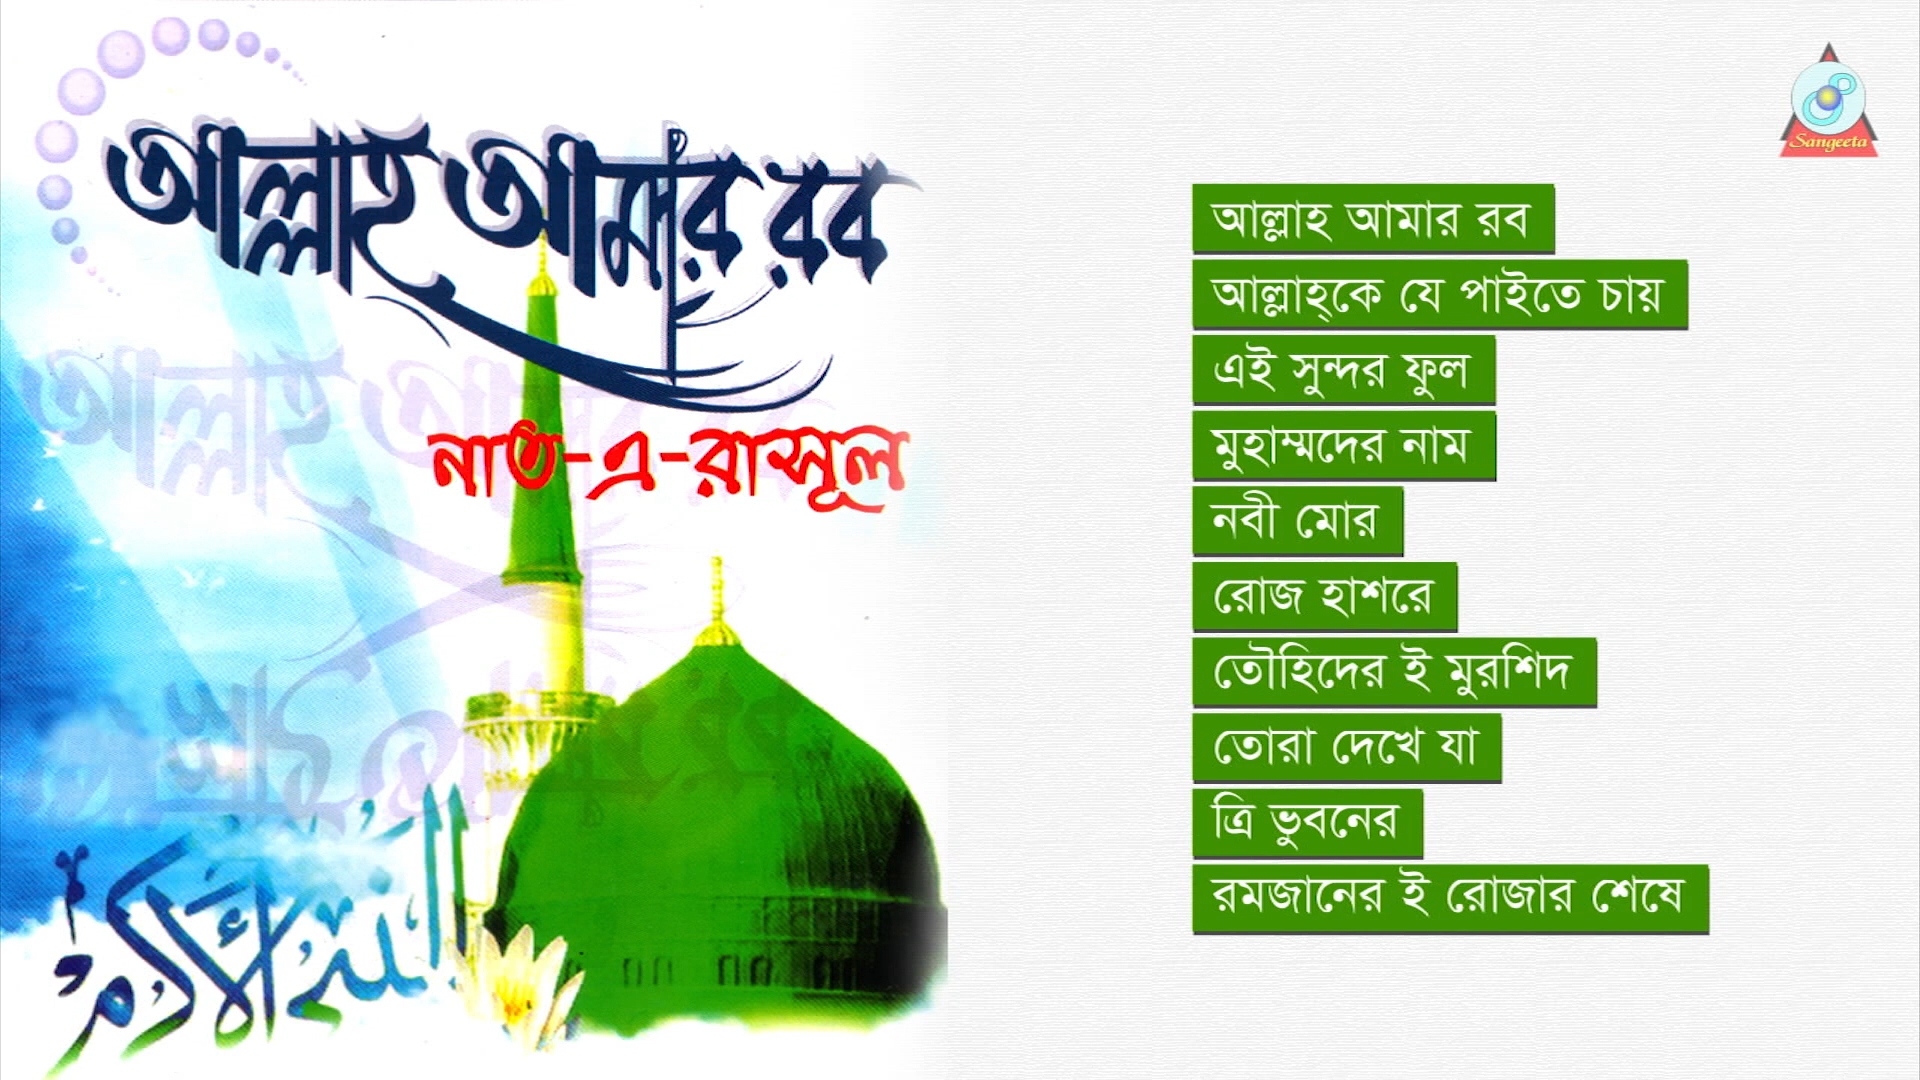 আল্লাহ আমার রব
নাত-এ-রাসূল
Sangeeta
আল্লাহ আমার রব
আল্লাহ্‌কে যে পাইতে চায়
এই সুন্দর ফুল
মুহাম্মদের নাম
নবী মোর
রোজ হাশরে
তৌহিদের ই মুরশিদ
তোরা দেখে যা
ত্রি ভুবনের
রমজানের ই রোজার শেষে